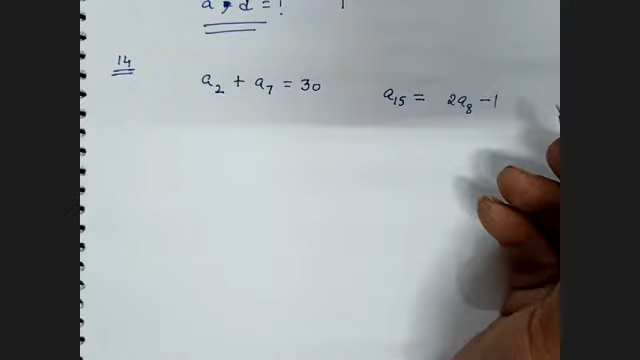 a, d = ?
14
a₂ + a₇ = 30
a₁₅ = 2a₈ - 1